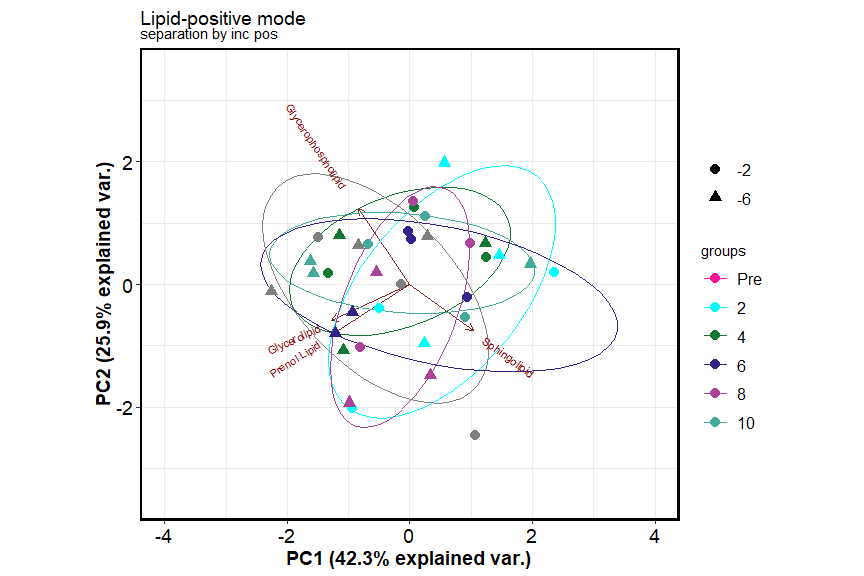 Lipid-positive mode
separation by inc pos
Glycerophospholipid
Glycerolipid
Prenol Lipid
Sphingolipid
PC2 (25.9% explained var.)
2
0
-2
-4
-2
0
2
4
PC1 (42.3% explained var.)
-2
-6
groups
Pre
2
4
6
8
10